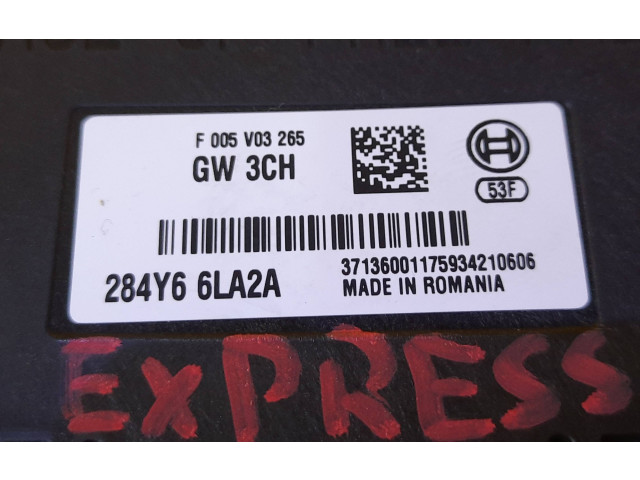 F 005 V03 265
GW 3CH
53F
284Y6 6LA2A
37136001175934210606
MADE IN ROMANIA
EXPRESS